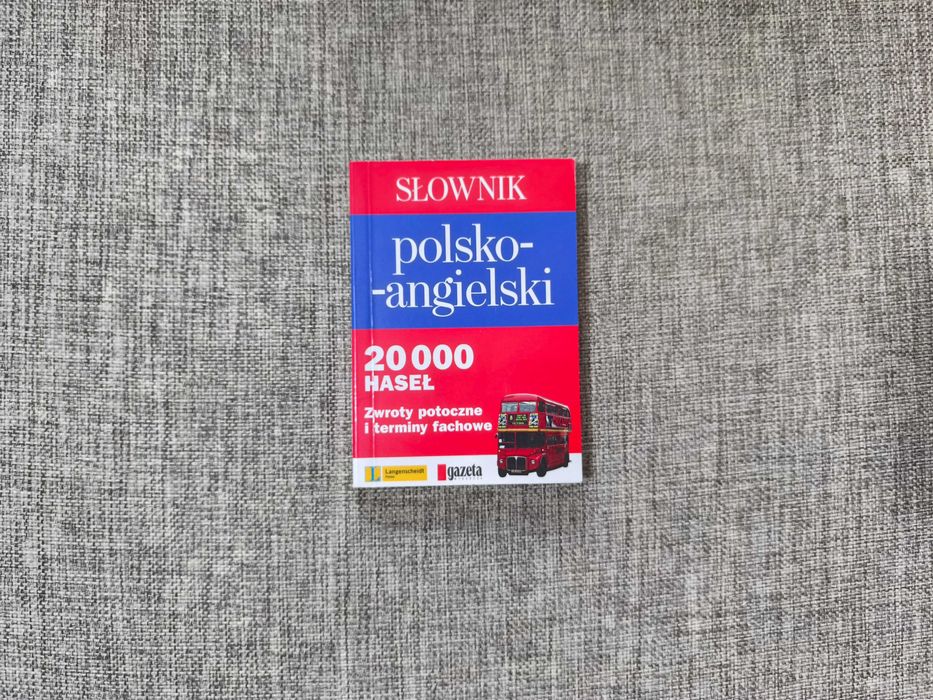 SŁOWNIK
polsko-
-angielski
20 000
HASEŁ
Zwroty potoczne
i terminy fachowe
Langenscheidt
gazeta